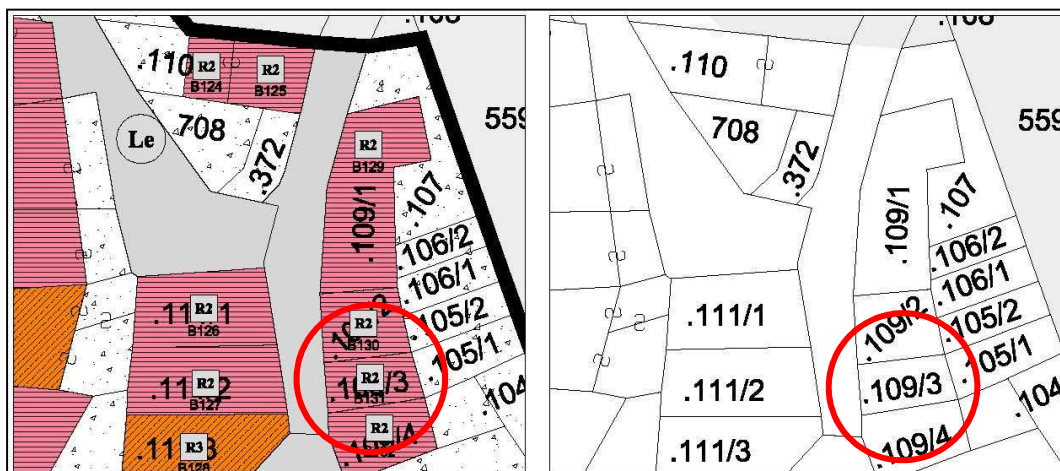 .110
R2
B124
R2
B125
Le
708
.372
559
R2
B129
.109/1
.107
.106/2
.106/1
.105/2
.105/1
.104
R2
B126
R2
B130
R2
B127
R2
B131
R2
R3
B128
.108
.110
708
.372
559
.109/1
.107
.106/2
.106/1
.105/2
.105/1
.104
.109/2
.109/3
.109/4
.111/1
.111/2
.111/3